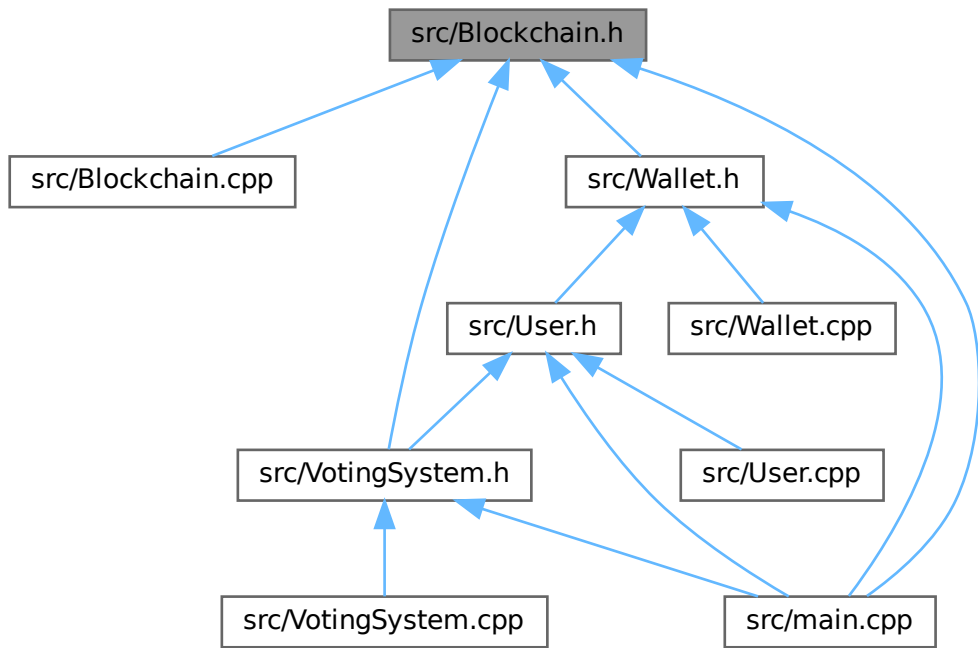 src/Blockchain.h
src/Blockchain.cpp
src/Wallet.h
src/User.h
src/Wallet.cpp
src/VotingSystem.h
src/User.cpp
src/VotingSystem.cpp
src/main.cpp